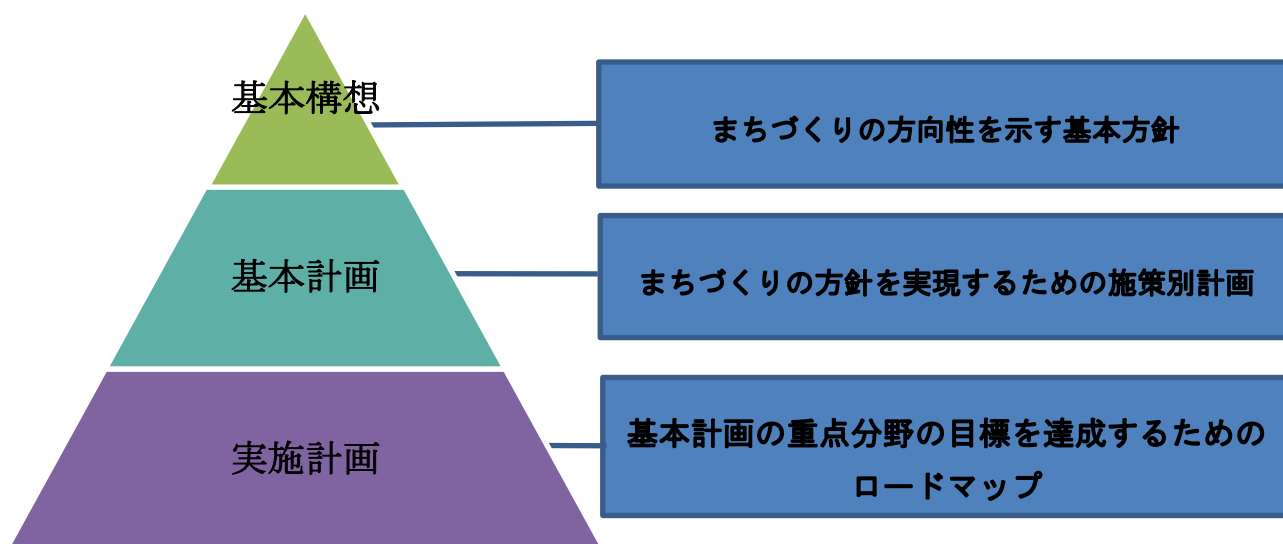 基本構想
まちづくりの方向性を示す基本方針
基本計画
まちづくりの方針を実現するための施策別計画
実施計画
基本計画の重点分野の目標を達成するための
ロードマップ